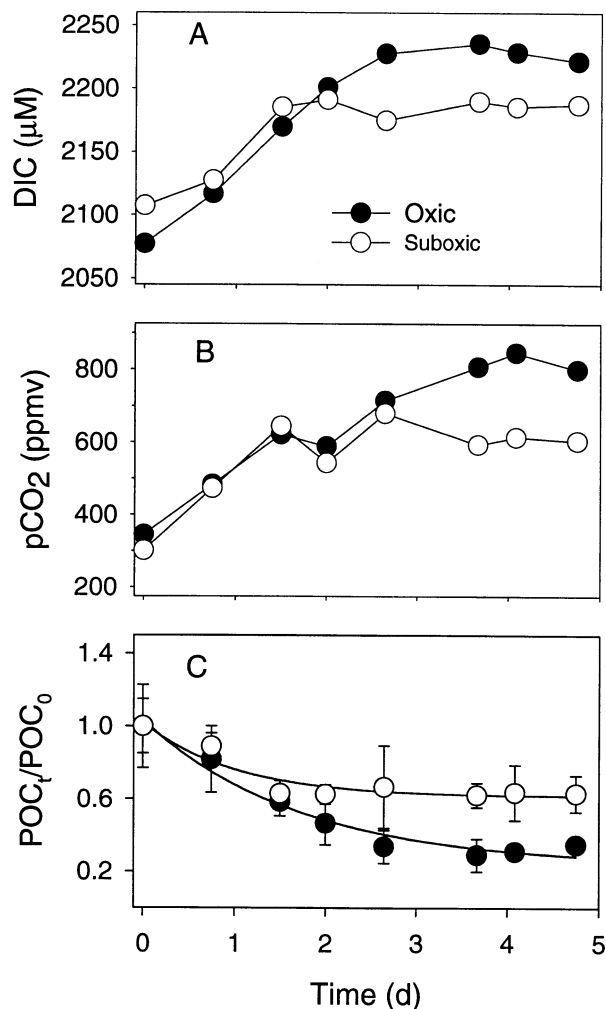 A
2250
2200
2150
2100
2050
DIC (μM)
Oxic
Suboxic
B
800
600
400
200
pCO2 (ppmv)
C
1.4
1.0
0.6
0.2
POCt/POC0
0 1 2 3 4 5
Time (d)